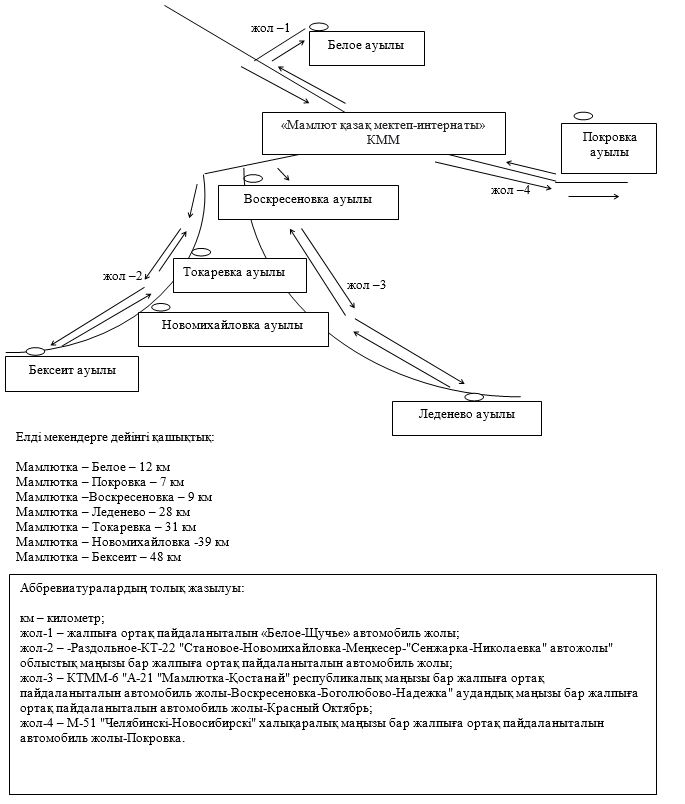 жол –1
Белое ауылы
«Мамлют қазақ мектеп-интернаты»
КММ
Покровка
ауылы
жол –4
Воскресеновка ауылы
жол –2
Токаревка ауылы
жол –3
Новомихайловка ауылы
Бексеит ауылы
Леденево ауылы
Елді мекендерге дейінгі қашықтық:
Мамлютка – Белое – 12 км
Мамлютка – Покровка – 7 км
Мамлютка –Воскресеновка – 9 км
Мамлютка – Леденево – 28 км
Мамлютка – Токаревка – 31 км
Мамлютка – Новомихайловка -39 км
Мамлютка – Бексеит – 48 км
Аббревиатуралардың толық жазылуы:
км – километр;
жол-1 – жалпыға ортақ пайдаланыталын «Белое-Щучье» автомобиль жолы;
жол-2 – -Раздольное-КТ-22 "Становое-Новомихайловка-Меңкесер-"Сенжарка-Николаевка" автожолы"
облыстық маңызы бар жалпыға ортақ пайдаланыталын автомобиль жолы;
жол-3 – КТММ-6 "А-21 "Мамлютка-Қостанай" республикалық маңызы бар жалпыға ортақ
пайдаланыталын автомобиль жолы-Воскресеновка-Боголюбово-Надежка" аудандық маңызы бар жалпыға
ортақ пайдаланыталын автомобиль жолы-Красный Октябрь;
жол-4 – М-51 "Челябинскі-Новосибирскі" халықаралық маңызы бар жалпыға ортақ пайдаланыталын
автомобиль жолы-Покровка.